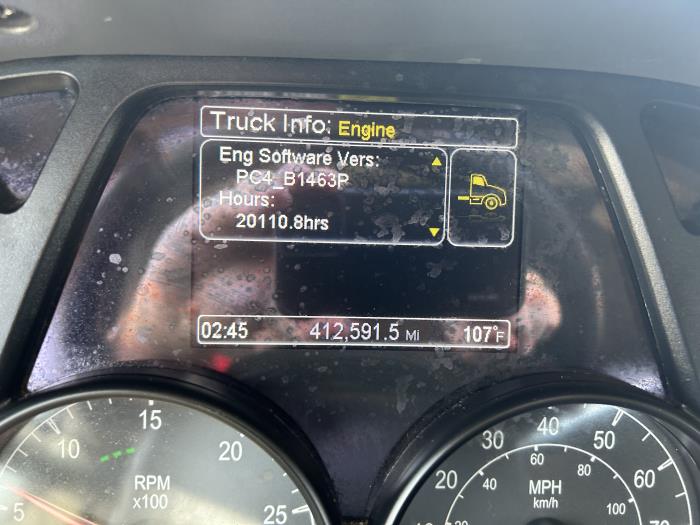 Truck Info: Engine
Eng Software Vers:
PC4_B1463P
Hours:
20110.8hrs
02:45 412,591.5 Mi 107°F
5 10 15 20 25
RPM
x100
20 30 40 50 60 70
40 60 80 100
MPH
km/h